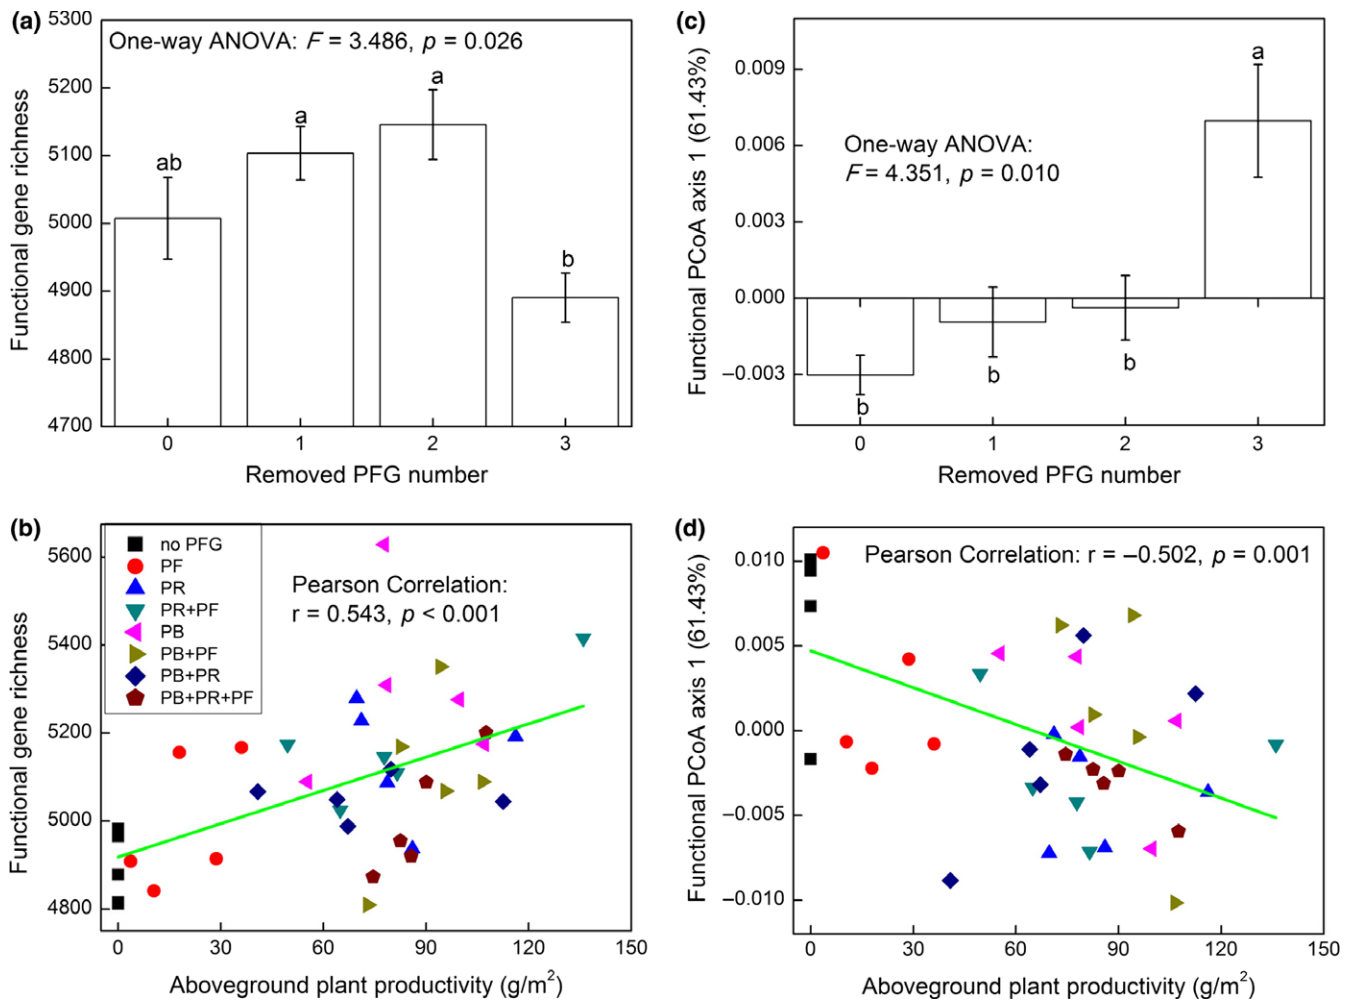 (a)
5300
5200
5100
5000
4900
4800
4700
Functional gene richness
One-way ANOVA: F = 3.486, p = 0.026
ab
a
a
b
0
1
2
3
Removed PFG number
(c)
0.009
0.006
0.003
0.000
−0.003
Functional PCoA axis 1 (61.43%)
One-way ANOVA:
F = 4.351, p = 0.010
b
b
b
a
0
1
2
3
Removed PFG number
(b)
5600
5400
5200
5000
4800
Functional gene richness
no PFG
PF
PR
PR+PF
PB
PB+PF
PB+PR
PB+PR+PF
Pearson Correlation:
r = 0.543, p < 0.001
0
30
60
90
120
150
Aboveground plant productivity (g/m²)
(d)
0.010
0.005
0.000
−0.005
−0.010
Functional PCoA axis 1 (61.43%)
Pearson Correlation: r = −0.502, p = 0.001
0
30
60
90
120
150
Aboveground plant productivity (g/m²)